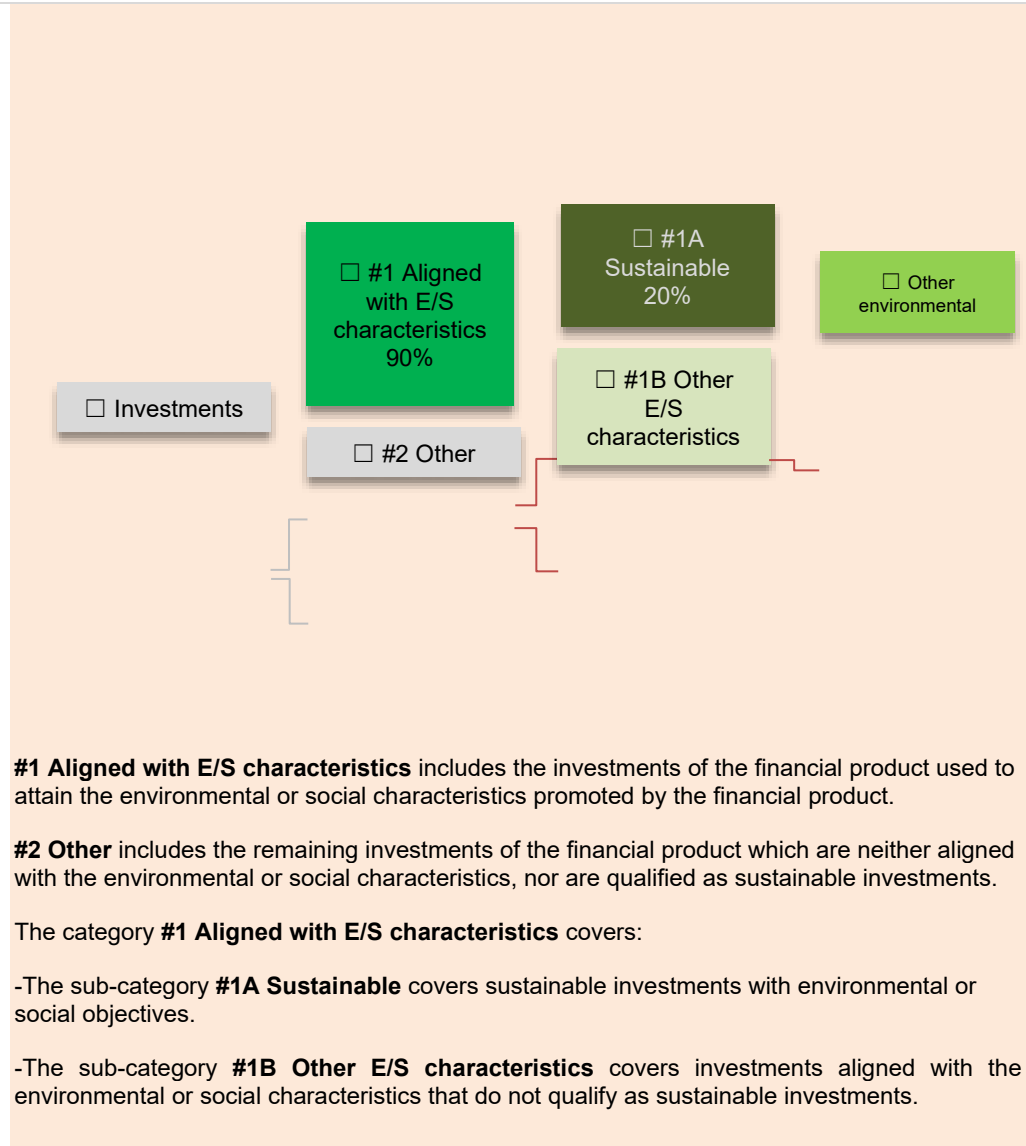 ☐ Investments
☐ #1 Aligned
with E/S
characteristics
90%
☐ #2 Other
☐ #1A
Sustainable
20%
☐ #1B Other
E/S
characteristics
☐ Other
environmental
#1 Aligned with E/S characteristics includes the investments of the financial product used to
attain the environmental or social characteristics promoted by the financial product.
#2 Other includes the remaining investments of the financial product which are neither aligned
with the environmental or social characteristics, nor are qualified as sustainable investments.
The category #1 Aligned with E/S characteristics covers:
-The sub-category #1A Sustainable covers sustainable investments with environmental or
social objectives.
-The sub-category #1B Other E/S characteristics covers investments aligned with the
environmental or social characteristics that do not qualify as sustainable investments.